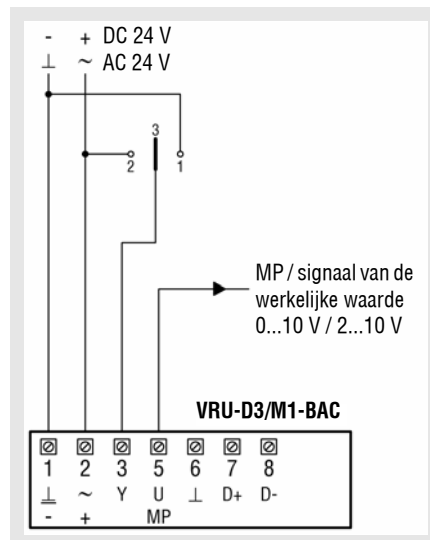 - + DC 24 V
⊥ ~ AC 24 V
3
2 1
MP / signaal van de
werkelijke waarde
0...10 V / 2...10 V
VRU-D3/M1-BAC
1 2 3 5 6 7 8
⊥ ~ Y U ⊥ D+ D-
- + MP